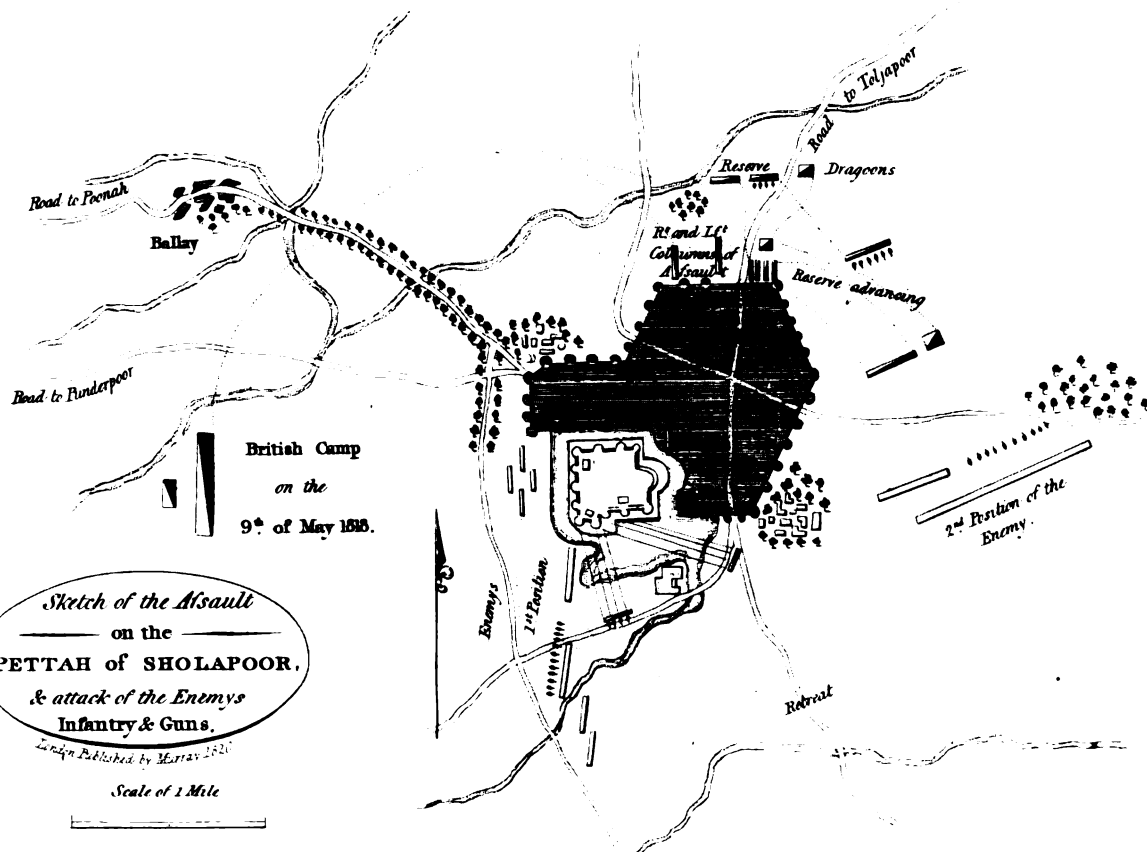 Road to Toljapoor
Reserve
Dragoons
Road to Poonah
Ballay
Rt. and Lft.
Columns of
Assault
Reserve advancing
Road to Punderpoor
British Camp
on the
9th. of May 1818.
2nd Position of the
Enemy.
Enemys
1st Position
Sketch of the Assault
on the
PETTAH of SHOLAPOOR,
& attack of the Enemys
Infantry & Guns.
London Published by Murray 1820
Scale of 1 Mile
Retreat